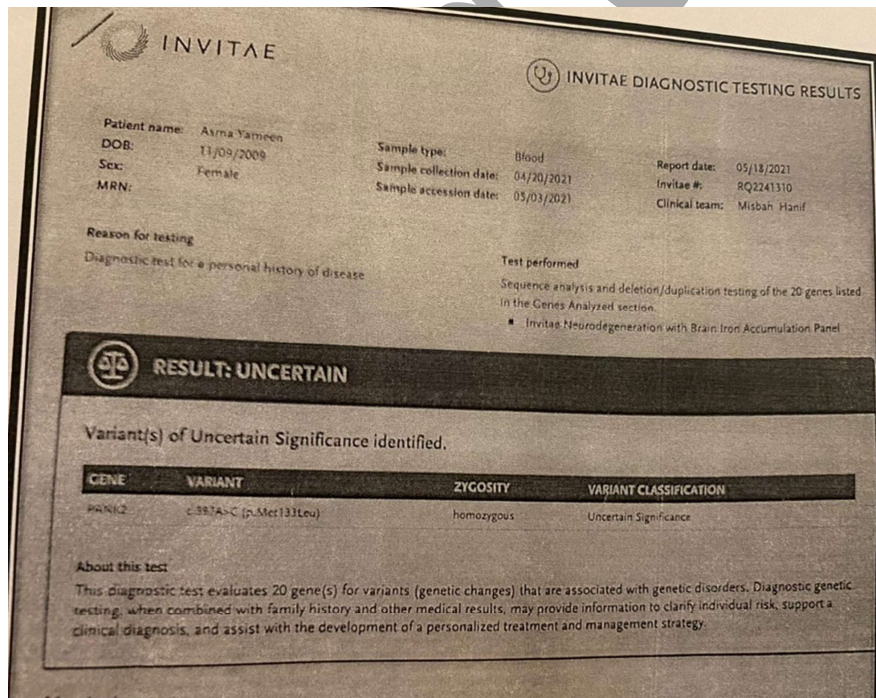 INVITAE
INVITAE DIAGNOSTIC TESTING RESULTS
Patient name: Asma Yameen
DOB: 11/09/2009
Sex: Female
MRN:
Sample type: Blood
Sample collection date: 04/20/2021
Sample accession date: 05/03/2021
Report date: 05/18/2021
Invitae #: RQ2241310
Clinical team: Misbah Hanif
Reason for testing
Diagnostic test for a personal history of disease
Test performed
Sequence analysis and deletion/duplication testing of the 20 genes listed
in the Genes Analyzed section.
■ Invitae Neurodegeneration with Brain Iron Accumulation Panel
RESULT: UNCERTAIN
Variant(s) of Uncertain Significance identified.
GENE VARIANT ZYGOSITY VARIANT CLASSIFICATION
PANK2 c.397A>C (p.Met133Leu) homozygous Uncertain Significance
About this test
This diagnostic test evaluates 20 gene(s) for variants (genetic changes) that are associated with genetic disorders. Diagnostic genetic
testing, when combined with family history and other medical results, may provide information to clarify individual risk, support a
clinical diagnosis, and assist with the development of a personalized treatment and management strategy.